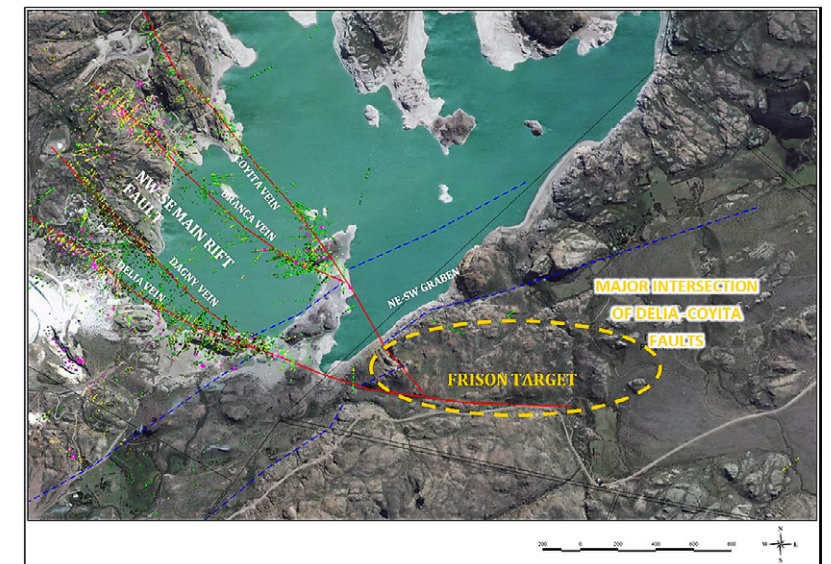 COYITA VEIN
BRANCA VEIN
NW-SE MAIN RIFT
FAULT
DAGNY VEIN
DELIA VEIN
NE-SW GRABEN
MAJOR INTERSECTION
OF DELIA -COYITA
FAULTS
FRISON TARGET
200 0 200 400 600 800
N
W E
S